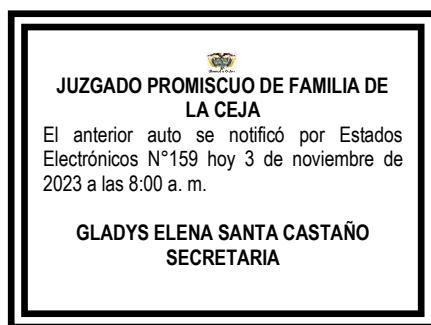 JUZGADO PROMISCUO DE FAMILIA DE
LA CEJA
El anterior auto se notificó por Estados
Electrónicos N°159 hoy 3 de noviembre de
2023 a las 8:00 a. m.
GLADYS ELENA SANTA CASTAÑO
SECRETARIA